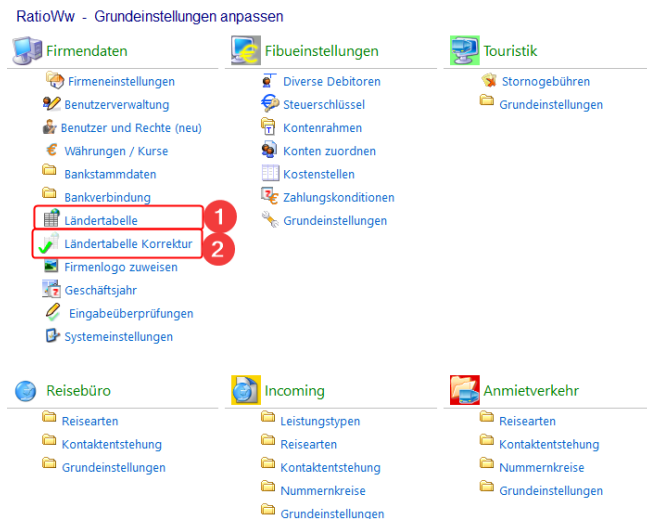 RatioWw - Grundeinstellungen anpassen
Firmendaten
Firmeneinstellungen
Benutzerverwaltung
Benutzer und Rechte (neu)
Währungen / Kurse
Bankstammdaten
Bankverbindung
Ländertabelle
1
Ländertabelle Korrektur
2
Firmenlogo zuweisen
Geschäftsjahr
Eingabeüberprüfungen
Systemeinstellungen
Fibueinstellungen
Diverse Debitoren
Steuerschlüssel
Kontenrahmen
Konten zuordnen
Kostenstellen
Zahlungskonditionen
Grundeinstellungen
Touristik
Stornogebühren
Grundeinstellungen
Reisebüro
Reisearten
Kontaktentstehung
Grundeinstellungen
Incoming
Leistungstypen
Reisearten
Kontaktentstehung
Nummernkreise
Grundeinstellungen
Anmietverkehr
Reisearten
Kontaktentstehung
Nummernkreise
Grundeinstellungen